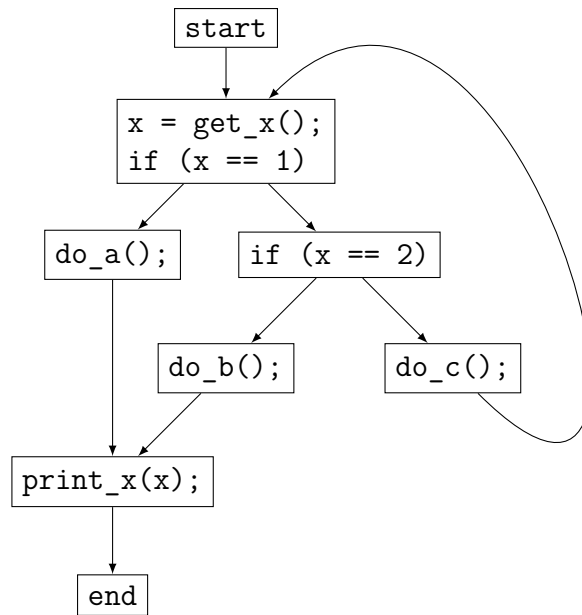 start
x = get_x();
if (x == 1)
do_a();
if (x == 2)
do_b();
do_c();
print_x(x);
end